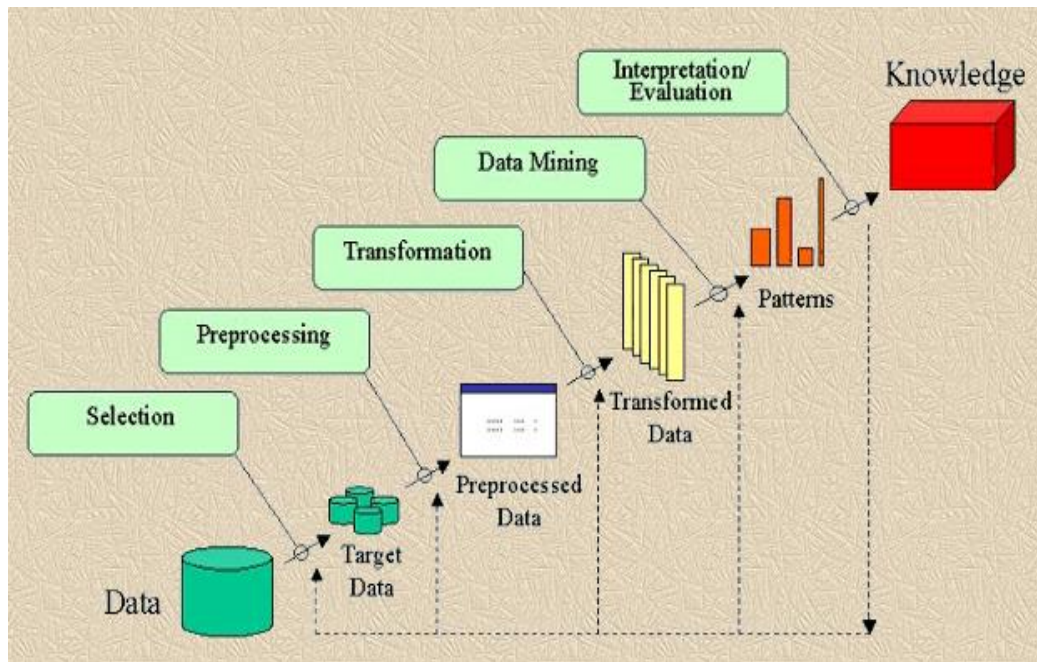 Interpretation/
Evaluation
Knowledge
Data Mining
Transformation
Patterns
Preprocessing
Transformed
Data
Selection
Preprocessed
Data
Target
Data
Data